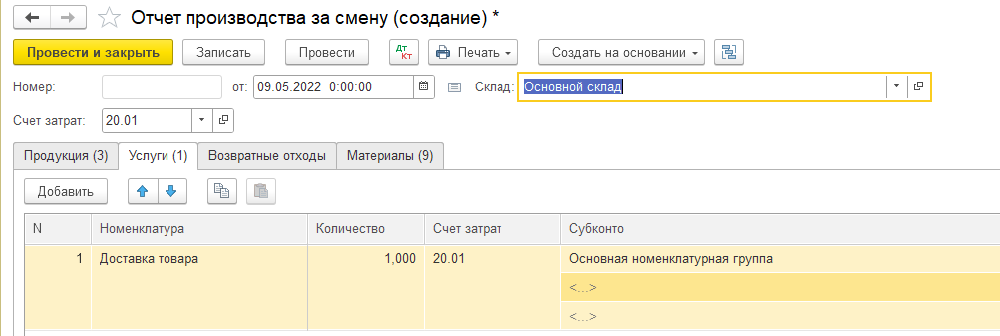 Отчет производства за смену (создание) *
Провести и закрыть Записать Провести Дт Кт Печать Создать на основании
Номер: от: 09.05.2022 0:00:00 Склад: Основной склад
Счет затрат: 20.01
Продукция (3) Услуги (1) Возвратные отходы Материалы (9)
Добавить
N Номенклатура Количество Счет затрат Субконто
1 Доставка товара 1,000 20.01 Основная номенклатурная группа
<...>
<...>